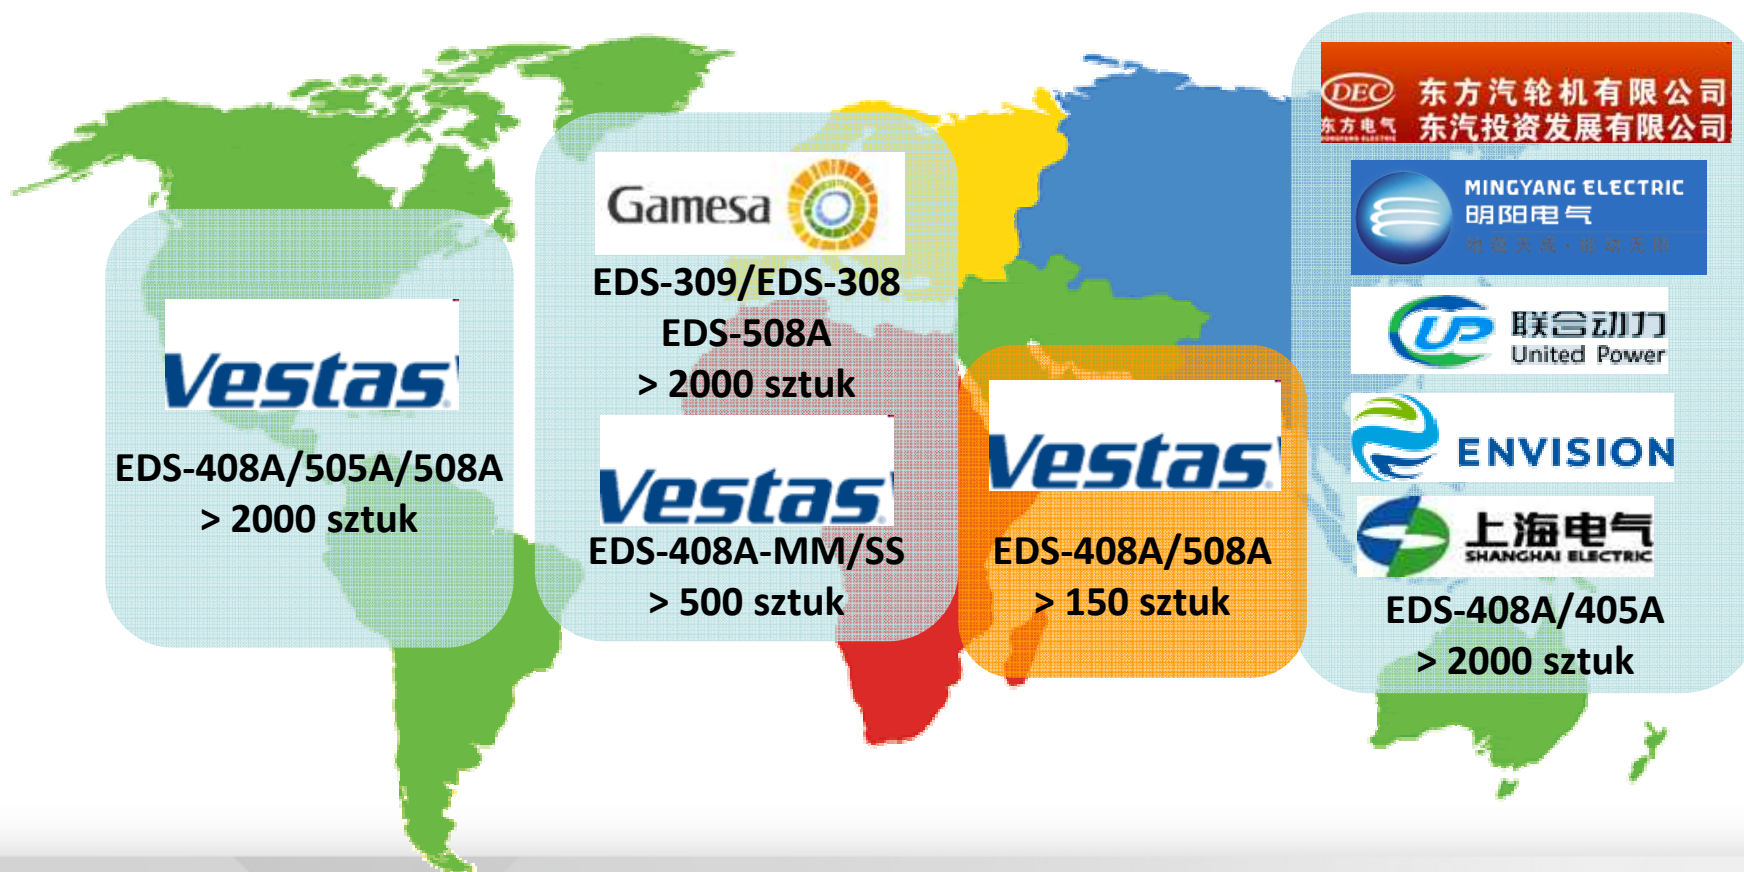 Vestas
EDS-408A/505A/508A
> 2000 sztuk
Gamesa
EDS-309/EDS-308
EDS-508A
> 2000 sztuk
Vestas
EDS-408A-MM/SS
> 500 sztuk
Vestas
EDS-408A/508A
> 150 sztuk
DEC
东方电气
东方汽轮机有限公司
东汽投资发展有限公司
MINGYANG ELECTRIC
明阳电气
UP
联合动力
United Power
ENVISION
上海电气
SHANGHAI ELECTRIC
EDS-408A/405A
> 2000 sztuk